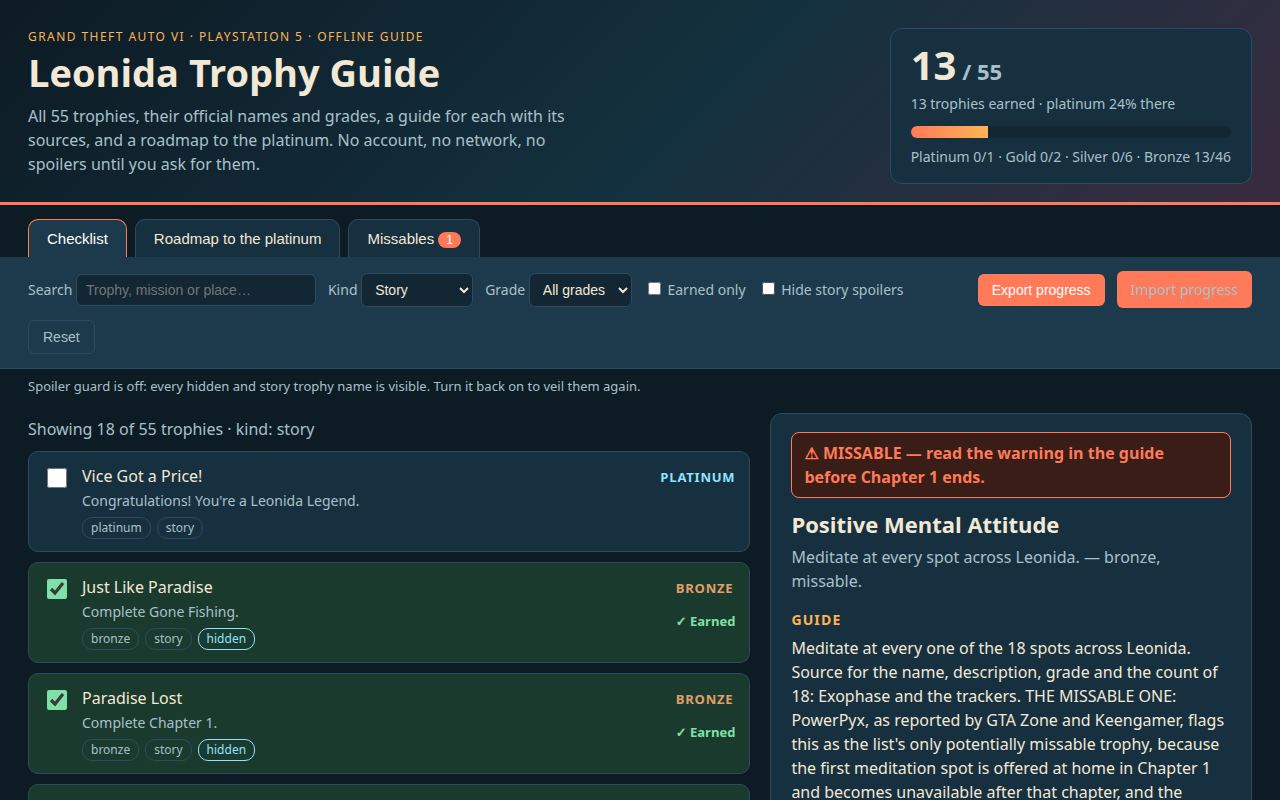 GRAND THEFT AUTO VI · PLAYSTATION 5 · OFFLINE GUIDE
Leonida Trophy Guide
All 55 trophies, their official names and grades, a guide for each with its
sources, and a roadmap to the platinum. No account, no network, no
spoilers until you ask for them.
13 / 55
13 trophies earned · platinum 24% there
Platinum 0/1 · Gold 0/2 · Silver 0/6 · Bronze 13/46
Checklist
Roadmap to the platinum
Missables 1
Search Trophy, mission or place… Kind Story Grade All grades Earned only Hide story spoilers Export progress Import progress
Reset
Spoiler guard is off: every hidden and story trophy name is visible. Turn it back on to veil them again.
Showing 18 of 55 trophies · kind: story
Vice Got a Price!
PLATINUM
Congratulations! You're a Leonida Legend.
platinum story
Just Like Paradise
BRONZE
Complete Gone Fishing.
✓ Earned
bronze story hidden
Paradise Lost
BRONZE
Complete Chapter 1.
✓ Earned
bronze story hidden
⚠ MISSABLE — read the warning in the guide
before Chapter 1 ends.
Positive Mental Attitude
Meditate at every spot across Leonida. — bronze,
missable.
GUIDE
Meditate at every one of the 18 spots across Leonida.
Source for the name, description, grade and the count of
18: Exophase and the trackers. THE MISSABLE ONE:
PowerPyx, as reported by GTA Zone and Keengamer, flags
this as the list's only potentially missable trophy, because
the first meditation spot is offered at home in Chapter 1
and becomes unavailable after that chapter, and the